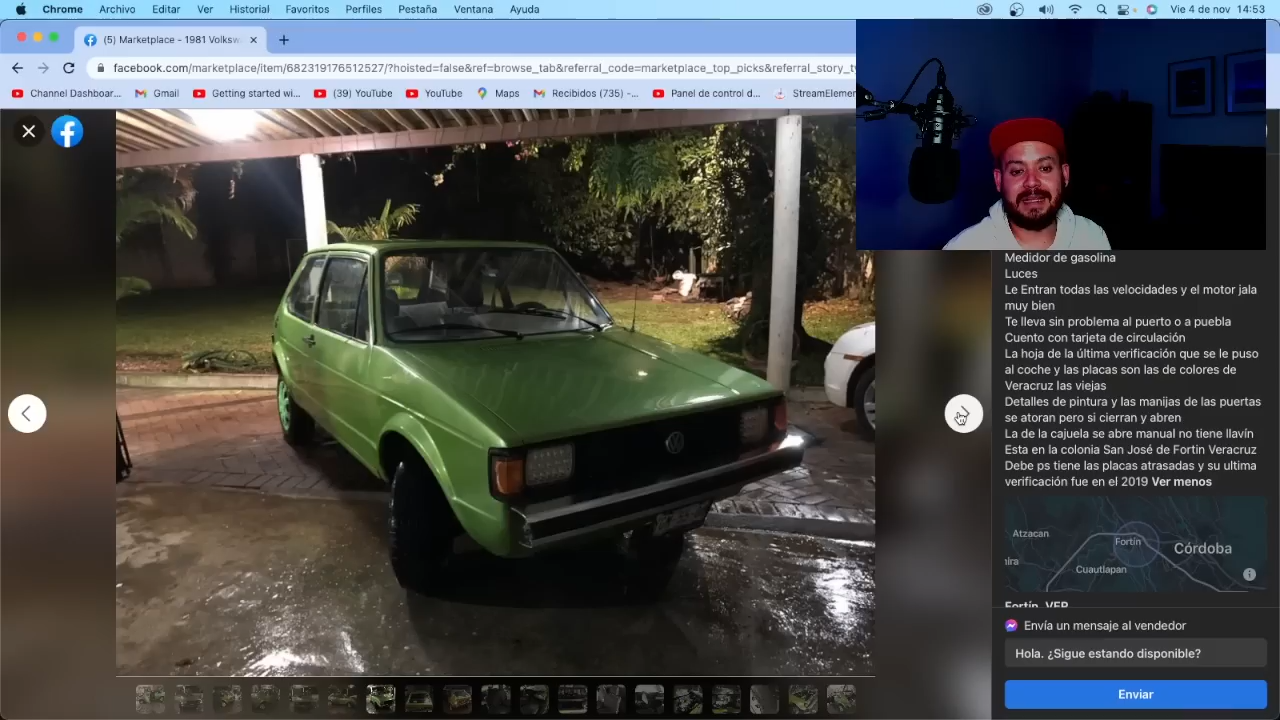 Chrome Archivo Editar Ver Historial Favoritos Perfiles Pestaña Ventana Ayuda
Vie 4 de nov 14:53
(5) Marketplace - 1981 Volksw
facebook.com/marketplace/item/682319176512527/?hoisted=false&ref=browse_tab&referral_code=marketplace_top_picks&referral_story_ty
Gmail
Getting started wi...
(39) YouTube
YouTube
Maps
Recibidos (735) -...
Panel de control d...
StreamEleme
Medidor de gasolina
Luces
Le Entran todas las velocidades y el motor jala
muy bien
Te lleva sin problema al puerto o a puebla
Cuento con tarjeta de circulación
La hoja de la última verificación que se le puso
al coche y las placas son las de colores de
Veracruz las viejas
Detalles de pintura y las manijas de las puertas
se atoran pero si cierran y abren
La de la cajuela se abre manual no tiene llavín
Esta en la colonia San José de Fortin Veracruz
Debe ps tiene las placas atrasadas y su ultima
verificación fue en el 2019 Ver menos
Atzacan
Fortín
Córdoba
Cuautlapan
Fortín, VER
Envía un mensaje al vendedor
Hola. ¿Sigue estando disponible?
Enviar